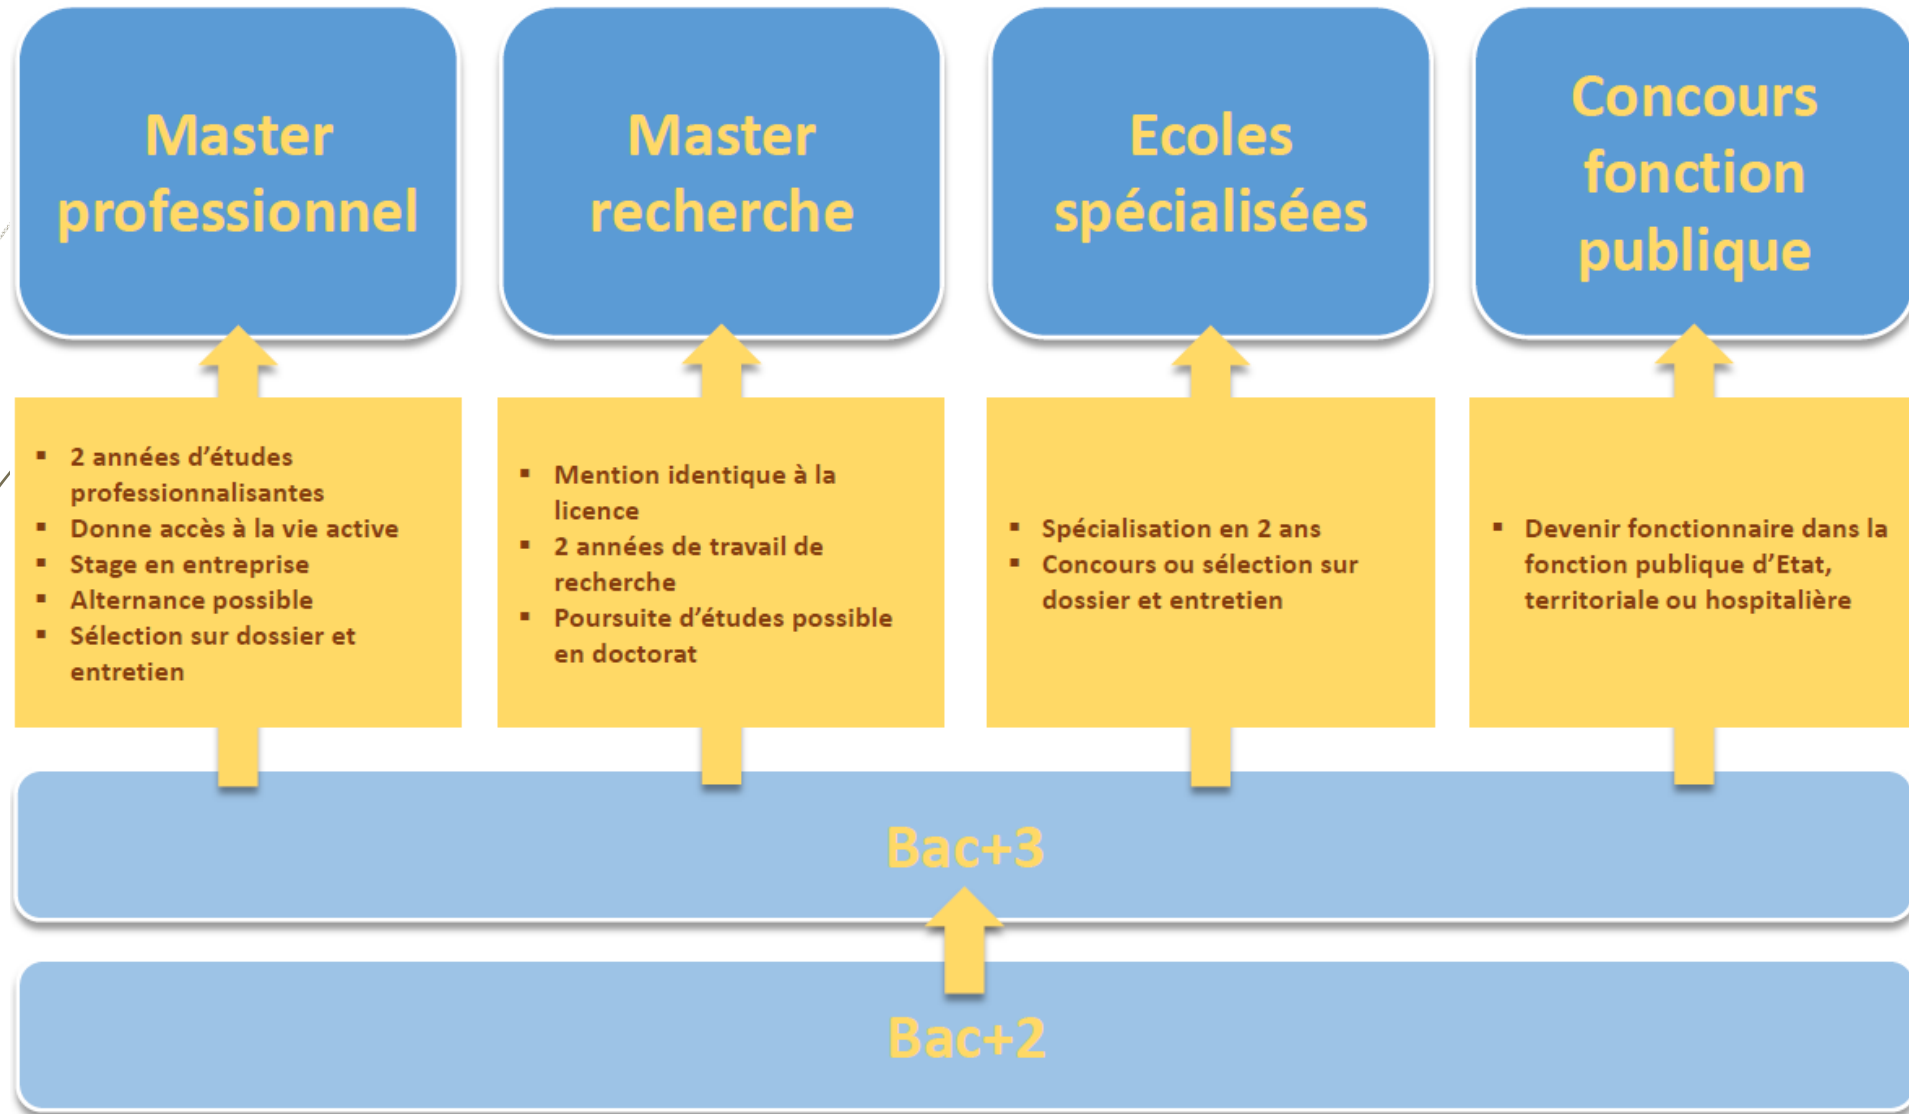 Master
professionnel
Master
recherche
Ecoles
spécialisées
Concours
fonction
publique
▪ 2 années d’études
professionnalisantes
▪ Donne accès à la vie active
▪ Stage en entreprise
▪ Alternance possible
▪ Sélection sur dossier et
entretien
▪ Mention identique à la
licence
▪ 2 années de travail de
recherche
▪ Poursuite d’études possible
en doctorat
▪ Spécialisation en 2 ans
▪ Concours ou sélection sur
dossier et entretien
▪ Devenir fonctionnaire dans la
fonction publique d’Etat,
territoriale ou hospitalière
Bac+3
Bac+2